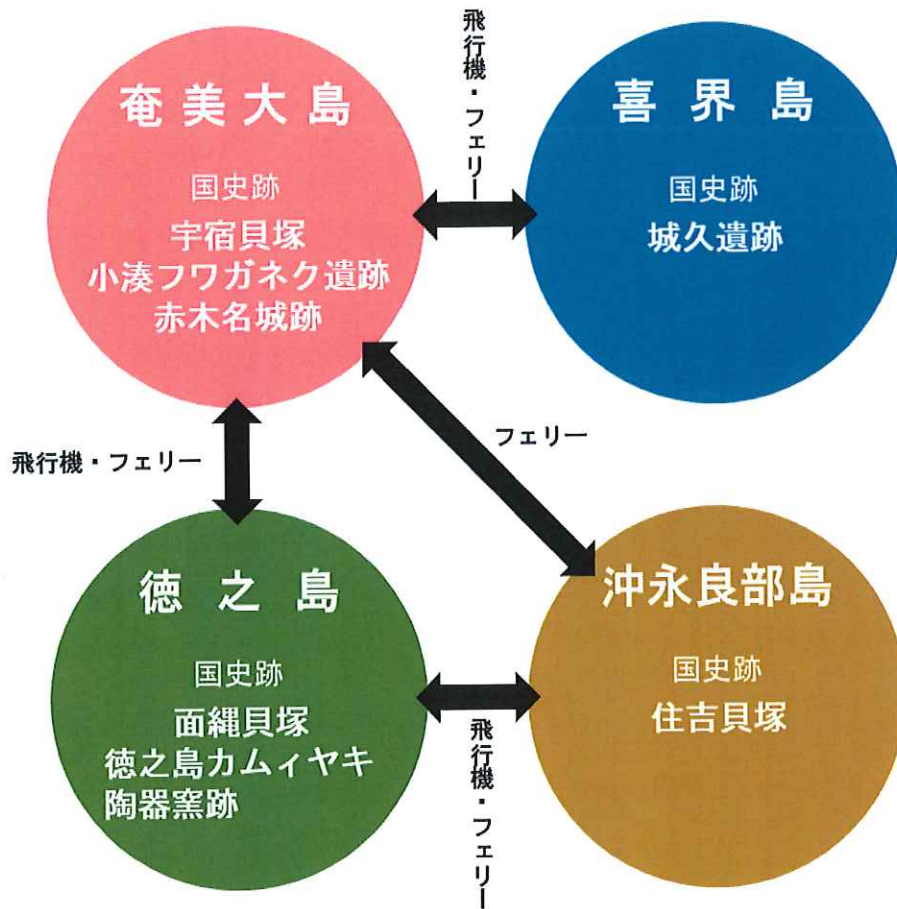 奄美大島
国史跡
宇宿貝塚
小湊フワガネク遺跡
赤木名城跡
飛行機・フェリー
喜界島
国史跡
城久遺跡
飛行機・フェリー
フェリー
徳之島
国史跡
面縄貝塚
徳之島カムィヤキ
陶器窯跡
飛行機・フェリー
沖永良部島
国史跡
住吉貝塚